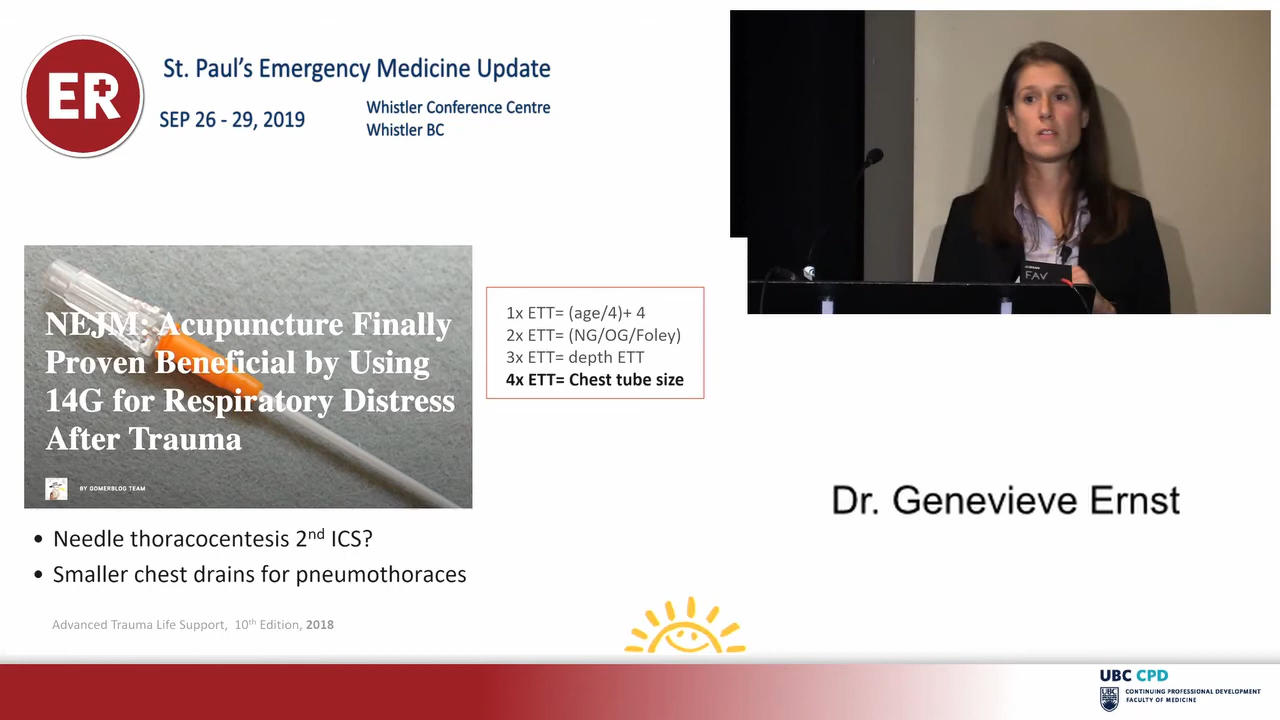 ER
St. Paul's Emergency Medicine Update
SEP 26 - 29, 2019
Whistler Conference Centre
Whistler BC
NEJM: Acupuncture Finally
Proven Beneficial by Using
14G for Respiratory Distress
After Trauma
BY GOMERBLOG TEAM
1x ETT= (age/4)+ 4
2x ETT= (NG/OG/Foley)
3x ETT= depth ETT
4x ETT= Chest tube size
FAV
Dr. Genevieve Ernst
• Needle thoracocentesis 2nd ICS?
• Smaller chest drains for pneumothoraces
Advanced Trauma Life Support, 10th Edition, 2018
UBC CPD
CONTINUING PROFESSIONAL DEVELOPMENT
FACULTY OF MEDICINE